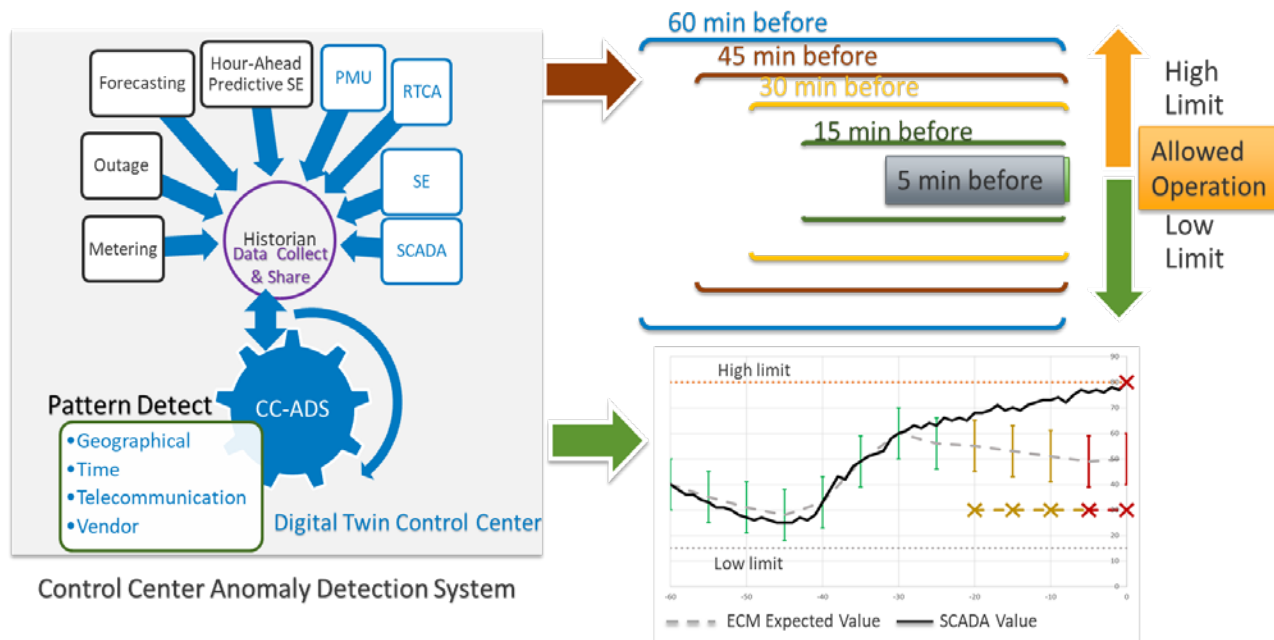 Forecasting
Hour-Ahead
Predictive SE
PMU
RTCA
Outage
SE
Metering
SCADA
Historian
Data Collect
& Share
CC-ADS
Pattern Detect
•Geographical
•Time
•Telecommunication
•Vendor
Digital Twin Control Center
Control Center Anomaly Detection System
60 min before
45 min before
30 min before
15 min before
5 min before
High
Limit
Allowed
Operation
Low
Limit
High limit
Low limit
90
80
70
60
50
40
30
20
10
0
-60
-50
-40
-30
-20
-10
0
ECM Expected Value
SCADA Value